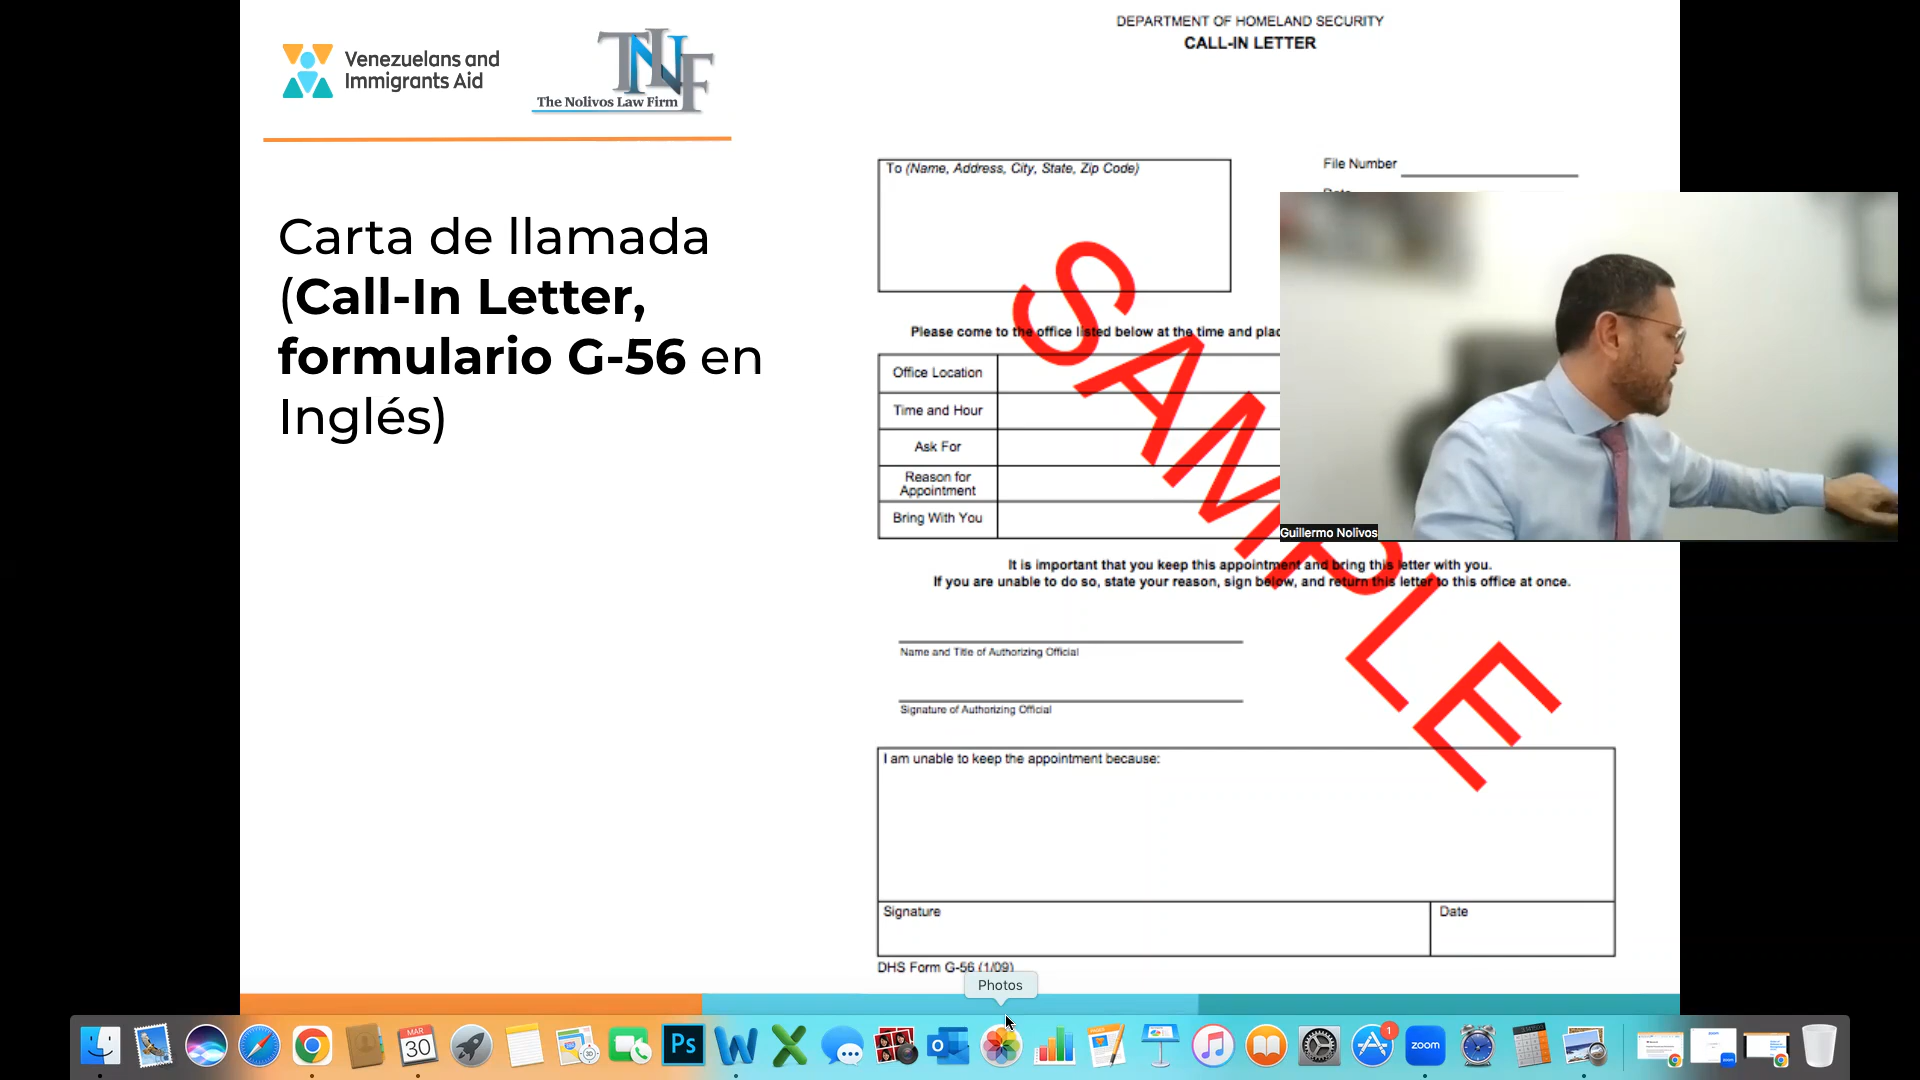 Venezuelans and
Immigrants Aid
TNF
The Nolivos Law Firm
Carta de llamada
(Call-In Letter,
formulario G-56 en
Inglés)
DEPARTMENT OF HOMELAND SECURITY
CALL-IN LETTER
To (Name, Address, City, State, Zip Code)
File Number
Please come to the office listed below at the time and
Office Location
Time and Hour
Ask For
Reason for
Appointment
Bring With You
SAMPLE
Guillermo Nolivos
It is important that you keep this appointment and bring this letter with you.
If you are unable to do so, state your reason, sign below, and return this letter to this office at once.
Name and Title of Authorizing Official
Signature of Authorizing Official
I am unable to keep the appointment because:
Signature
Date
DHS Form G-56 (1/09)
Photos
MAR
30
Ps
zoom
1